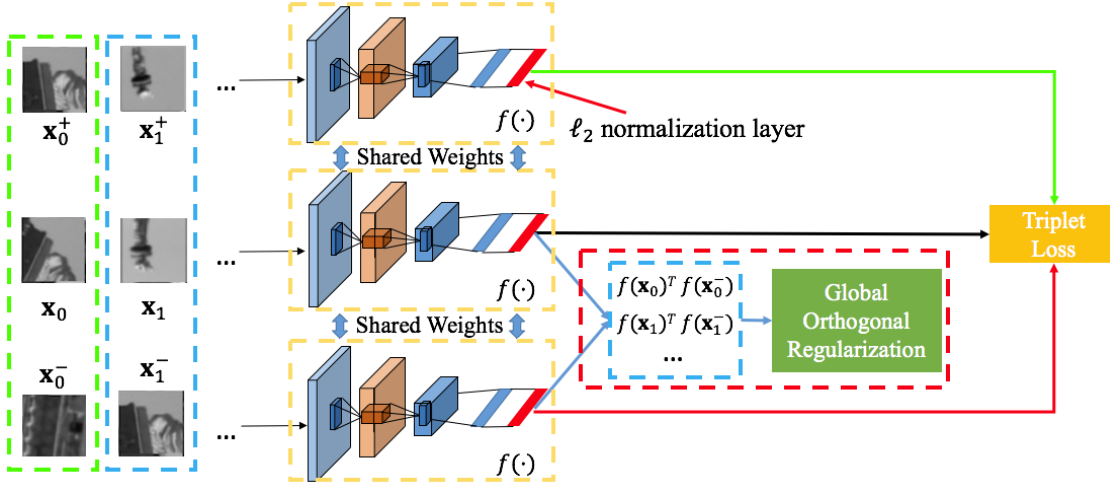 x₀⁺ x₁⁺
...
f(·)
ℓ₂ normalization layer
Shared Weights
x₀ x₁
...
f(·)
Triplet
Loss
Shared Weights
f(x₀)ᵀ f(x₀⁻)
f(x₁)ᵀ f(x₁⁻)
...
Global
Orthogonal
Regularization
x₀⁻ x₁⁻
...
f(·)